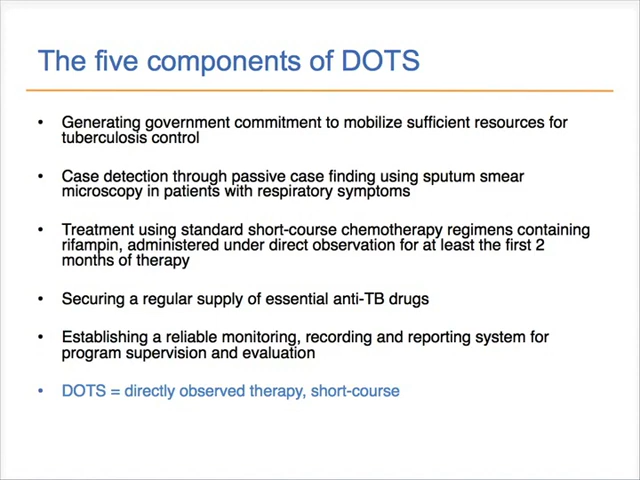 The five components of DOTS
• Generating government commitment to mobilize sufficient resources for
tuberculosis control
• Case detection through passive case finding using sputum smear
microscopy in patients with respiratory symptoms
• Treatment using standard short-course chemotherapy regimens containing
rifampin, administered under direct observation for at least the first 2
months of therapy
• Securing a regular supply of essential anti-TB drugs
• Establishing a reliable monitoring, recording and reporting system for
program supervision and evaluation
• DOTS = directly observed therapy, short-course